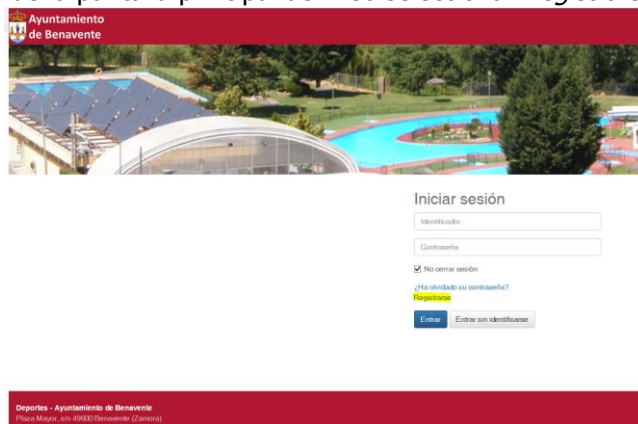 Ayuntamiento
de Benavente
Iniciar sesión
Identificador
Contraseña
No cerrar sesión
¿Ha olvidado su contraseña?
Registrarse
Entrar Entrar sin identificarse
Deportes - Ayuntamiento de Benavente
Plaza Mayor, s/n 49600 Benavente (Zamora)